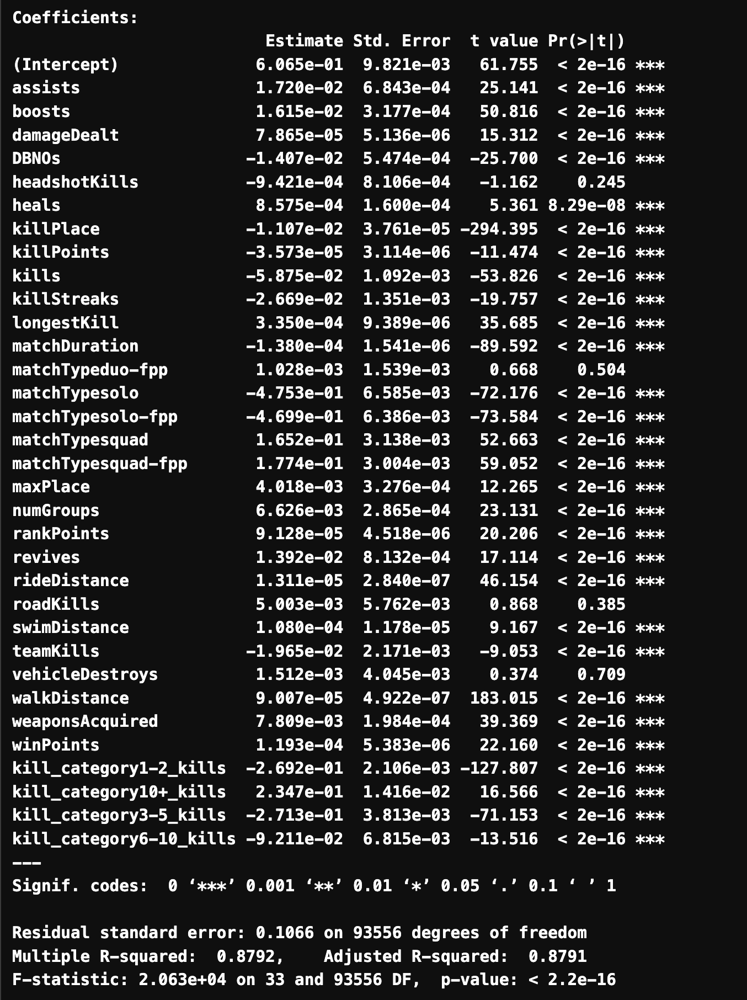 Coefficients:
                          Estimate Std. Error  t value Pr(>|t|)
(Intercept)              6.065e-01  9.821e-03   61.755  < 2e-16 ***
assists                  1.720e-02  6.843e-04   25.141  < 2e-16 ***
boosts                   1.615e-02  3.177e-04   50.816  < 2e-16 ***
damageDealt              7.865e-05  5.136e-06   15.312  < 2e-16 ***
DBNOs                   -1.407e-02  5.474e-04  -25.700  < 2e-16 ***
headshotKills           -9.421e-04  8.106e-04   -1.162    0.245
heals                    8.575e-04  1.600e-04    5.361 8.29e-08 ***
killPlace               -1.107e-02  3.761e-05 -294.395  < 2e-16 ***
killPoints              -3.573e-05  3.114e-06  -11.474  < 2e-16 ***
kills                   -5.875e-02  1.092e-03  -53.826  < 2e-16 ***
killStreaks             -2.669e-02  1.351e-03  -19.757  < 2e-16 ***
longestKill              3.350e-04  9.389e-06   35.685  < 2e-16 ***
matchDuration           -1.380e-04  1.541e-06  -89.592  < 2e-16 ***
matchTypeduo-fpp         1.028e-03  1.539e-03    0.668    0.504
matchTypesolo           -4.753e-01  6.585e-03  -72.176  < 2e-16 ***
matchTypesolo-fpp       -4.699e-01  6.386e-03  -73.584  < 2e-16 ***
matchTypesquad           1.652e-01  3.138e-03   52.663  < 2e-16 ***
matchTypesquad-fpp       1.774e-01  3.004e-03   59.052  < 2e-16 ***
maxPlace                 4.018e-03  3.276e-04   12.265  < 2e-16 ***
numGroups                6.626e-03  2.865e-04   23.131  < 2e-16 ***
rankPoints               9.128e-05  4.518e-06   20.206  < 2e-16 ***
revives                  1.392e-02  8.132e-04   17.114  < 2e-16 ***
rideDistance             1.311e-05  2.840e-07   46.154  < 2e-16 ***
roadKills                5.003e-03  5.762e-03    0.868    0.385
swimDistance             1.080e-04  1.178e-05    9.167  < 2e-16 ***
teamKills               -1.965e-02  2.171e-03   -9.053  < 2e-16 ***
vehicleDestroys          1.512e-03  4.045e-03    0.374    0.709
walkDistance             9.007e-05  4.922e-07  183.015  < 2e-16 ***
weaponsAcquired          7.809e-03  1.984e-04   39.369  < 2e-16 ***
winPoints                1.193e-04  5.383e-06   22.160  < 2e-16 ***
kill_category1-2_kills  -2.692e-01  2.106e-03 -127.807  < 2e-16 ***
kill_category10+_kills   2.347e-01  1.416e-02   16.566  < 2e-16 ***
kill_category3-5_kills  -2.713e-01  3.813e-03  -71.153  < 2e-16 ***
kill_category6-10_kills -9.211e-02  6.815e-03  -13.516  < 2e-16 ***
---
Signif. codes:  0 ‘***’ 0.001 ‘**’ 0.01 ‘*’ 0.05 ‘.’ 0.1 ‘ ’ 1
Residual standard error: 0.1066 on 93556 degrees of freedom
Multiple R-squared:  0.8792,    Adjusted R-squared:  0.8791
F-statistic: 2.063e+04 on 33 and 93556 DF,  p-value: < 2.2e-16